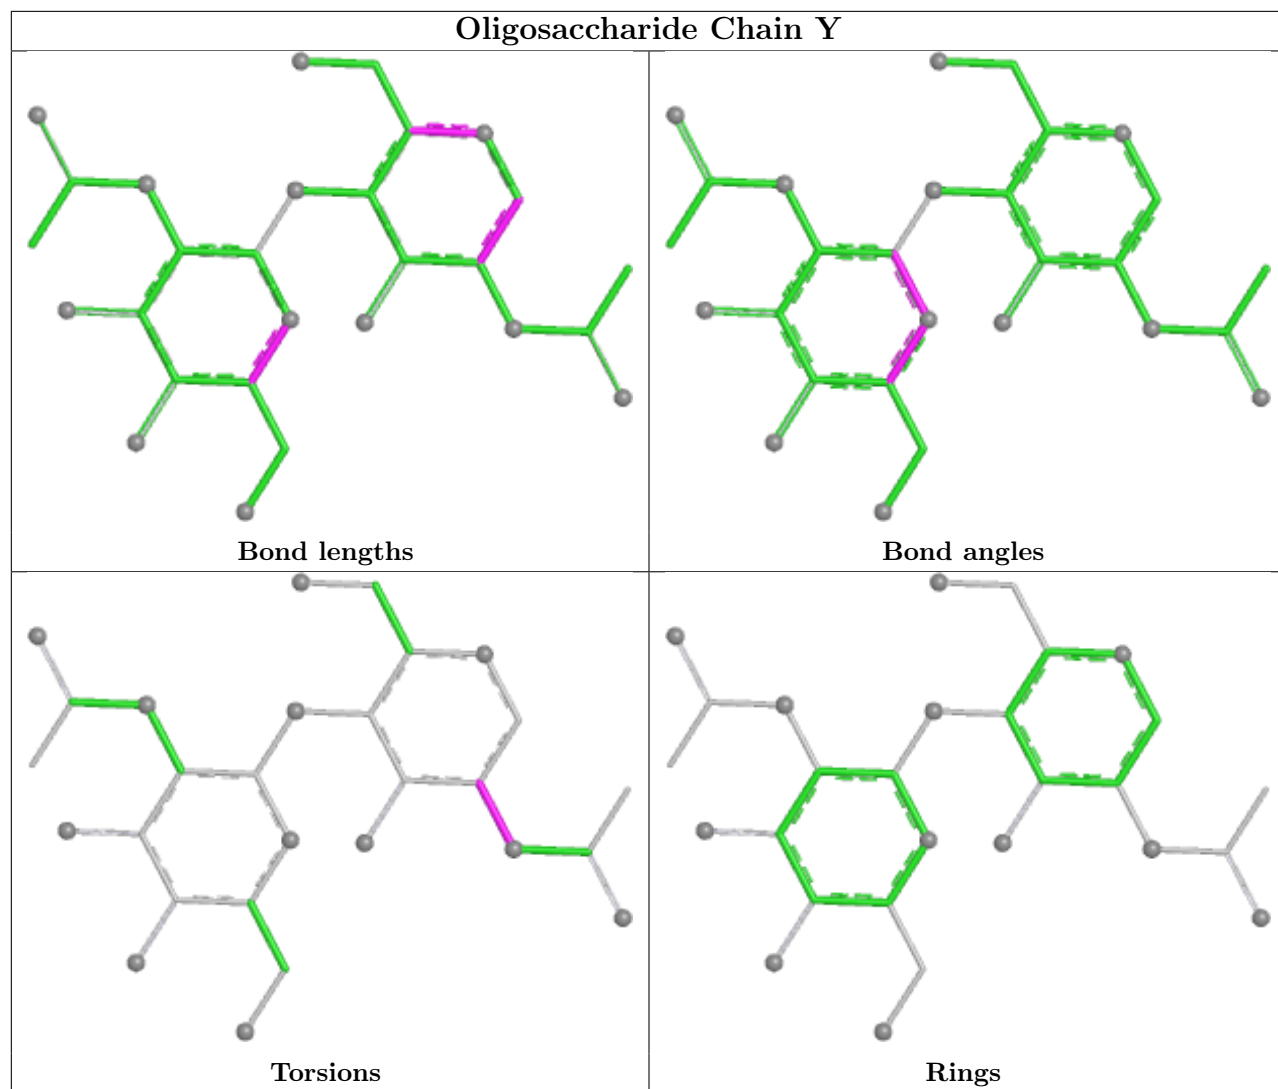 Oligosaccharide Chain Y
Bond lengths
Bond angles
Torsions
Rings